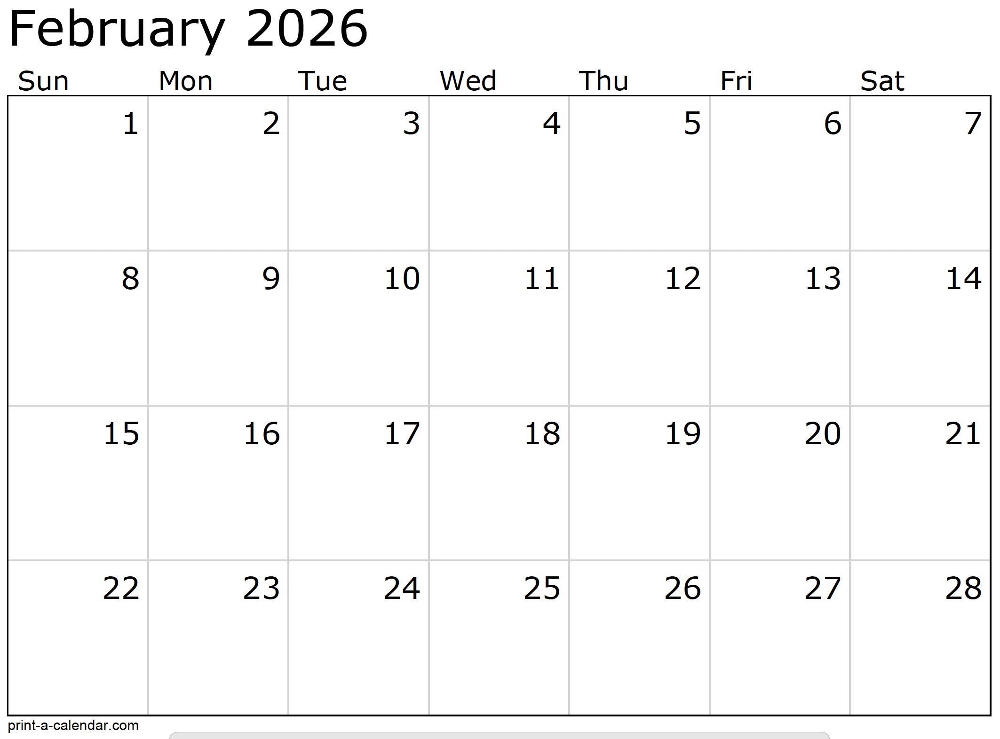 February 2026
Sun Mon Tue Wed Thu Fri Sat
1 2 3 4 5 6 7
8 9 10 11 12 13 14
15 16 17 18 19 20 21
22 23 24 25 26 27 28
print-a-calendar.com